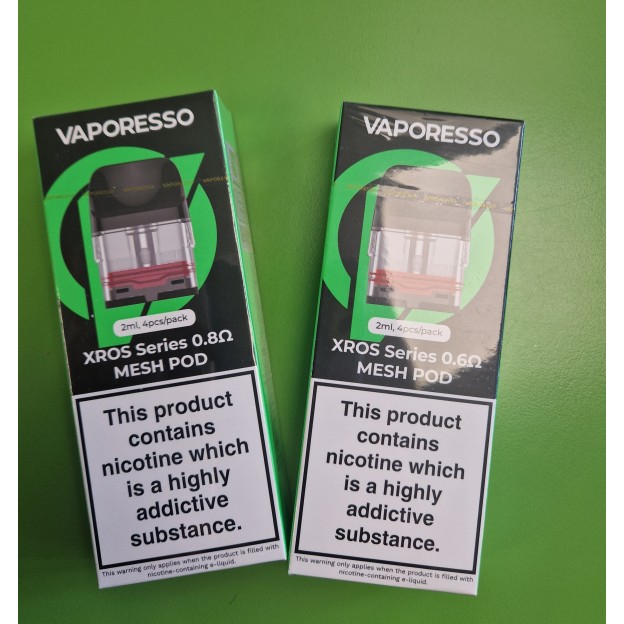 VAPORESSO
2ml, 4pcs/pack
XROS Series 0.8Ω
MESH POD
This product
contains
nicotine which
is a highly
addictive
substance.
This warning only applies when the product is filled with
nicotine-containing e-liquid.
VAPORESSO
2ml, 4pcs/pack
XROS Series 0.6Ω
MESH POD
This product
contains
nicotine which
is a highly
addictive
substance.
This warning only applies when the product is filled with
nicotine-containing e-liquid.